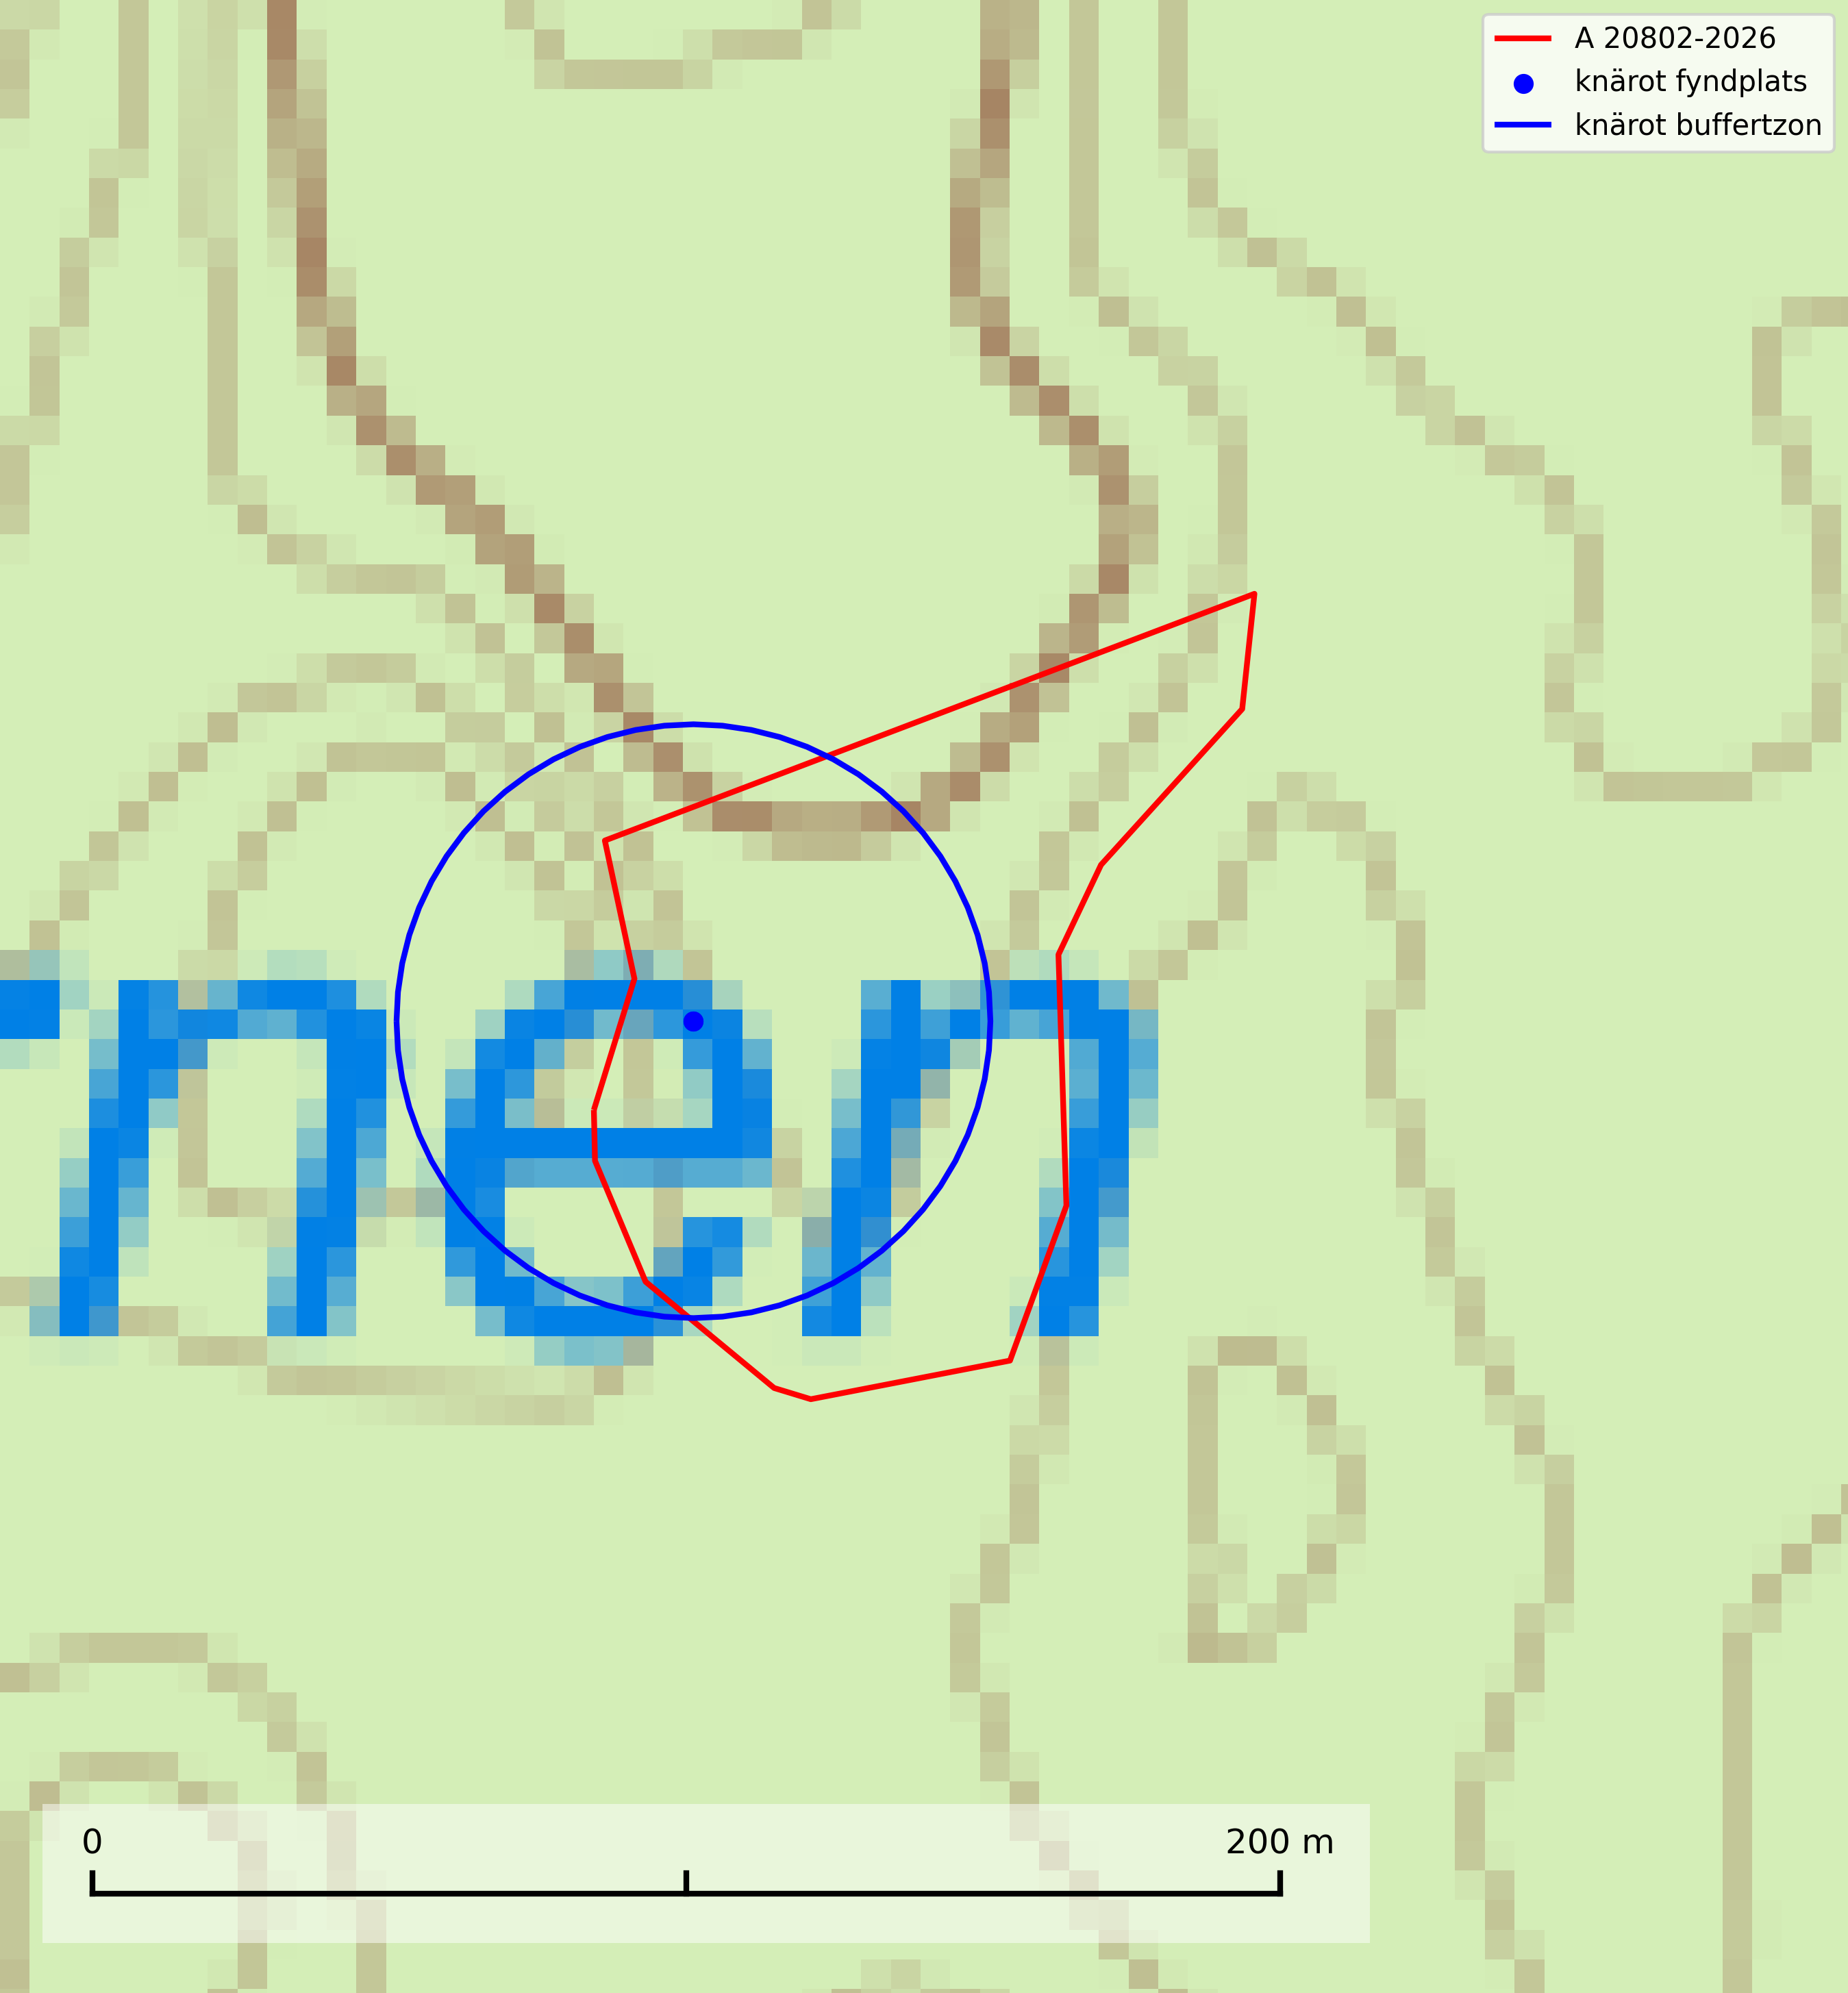 A 20802-2026
knärot fyndplats
knärot buffertzon
0
200 m